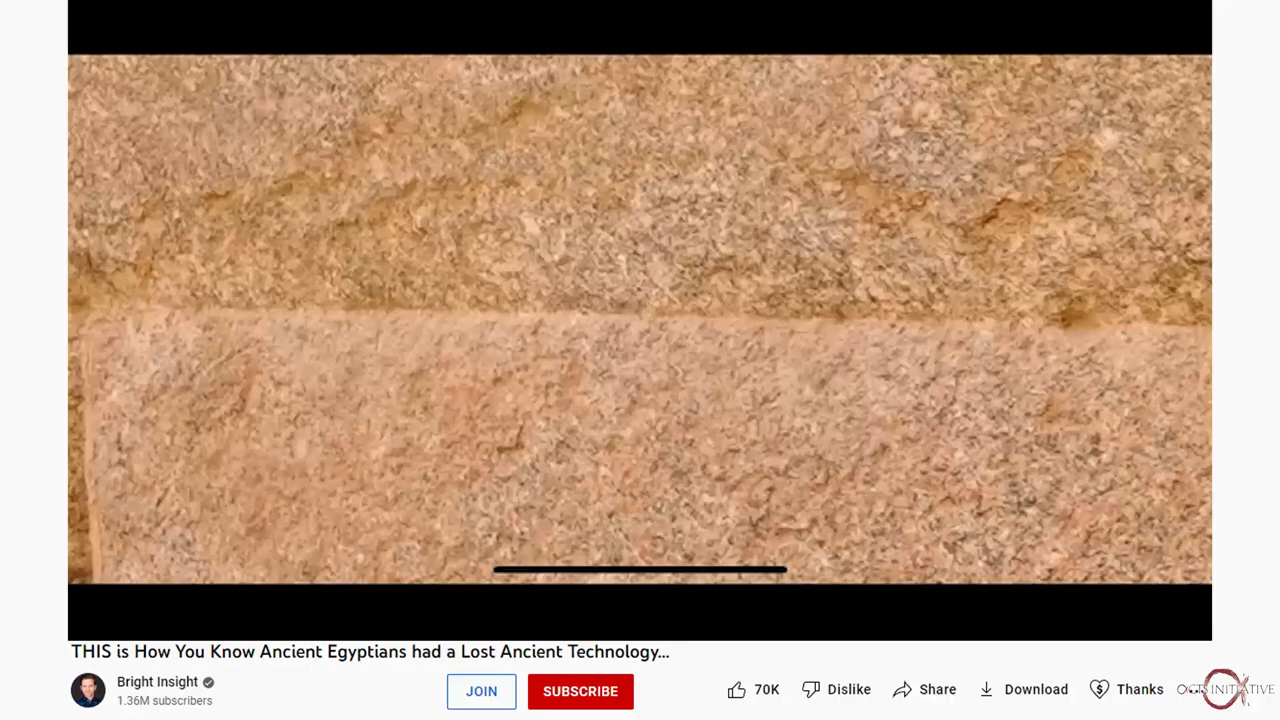 THIS is How You Know Ancient Egyptians had a Lost Ancient Technology...
Bright Insight
1.36M subscribers
JOIN
SUBSCRIBE
70K
Dislike
Share
Download
Thanks
OCTS INITIATIVE